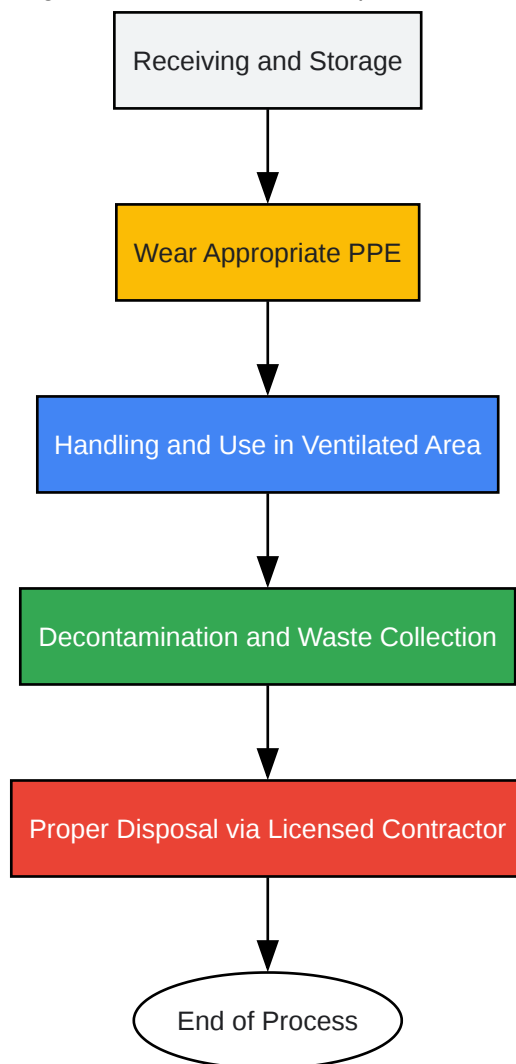 Receiving and Storage
Wear Appropriate PPE
Handling and Use in Ventilated Area
Decontamination and Waste Collection
Proper Disposal via Licensed Contractor
End of Process